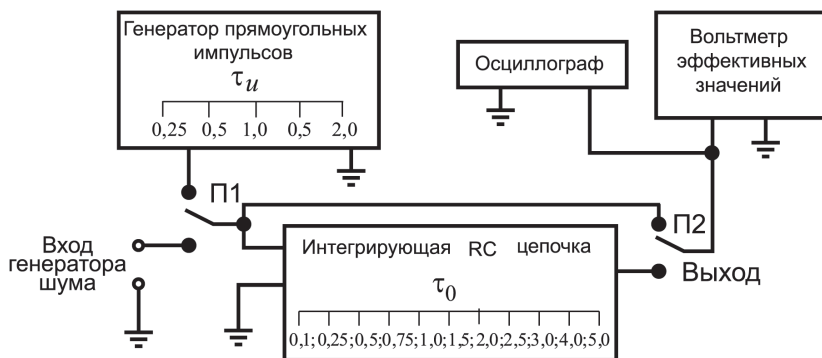 Генератор прямоугольных
импульсов
τu
0,25 0,5 1,0 0,5 2,0
Осциллограф
Вольтметр
эффективных
значений
П1
П2
Вход
генератора
шума
Интегрирующая RC цепочка
τ0
0,1; 0,25; 0,5; 0,75; 1,0; 1,5; 2,0; 2,5; 3,0; 4,0; 5,0
Выход